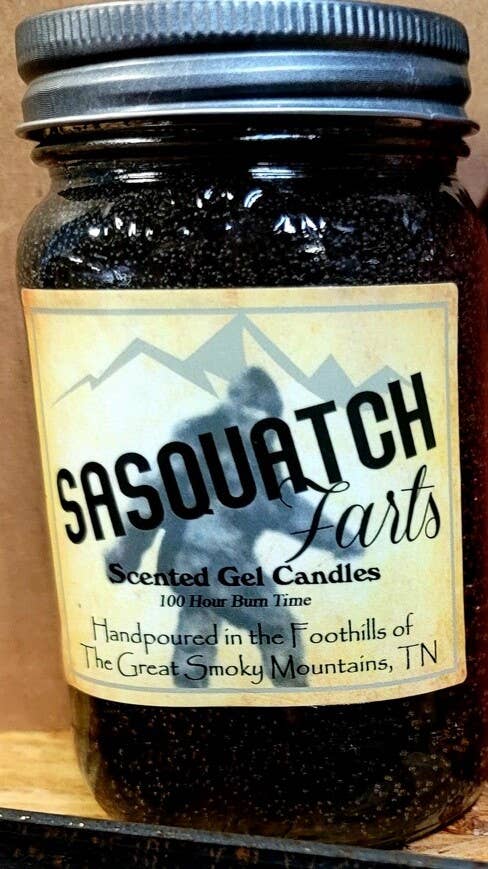 SASQUATCH
Farts
Scented Gel Candles
100 Hour Burn Time
Handpoured in the Foothills of
The Great Smoky Mountains, TN